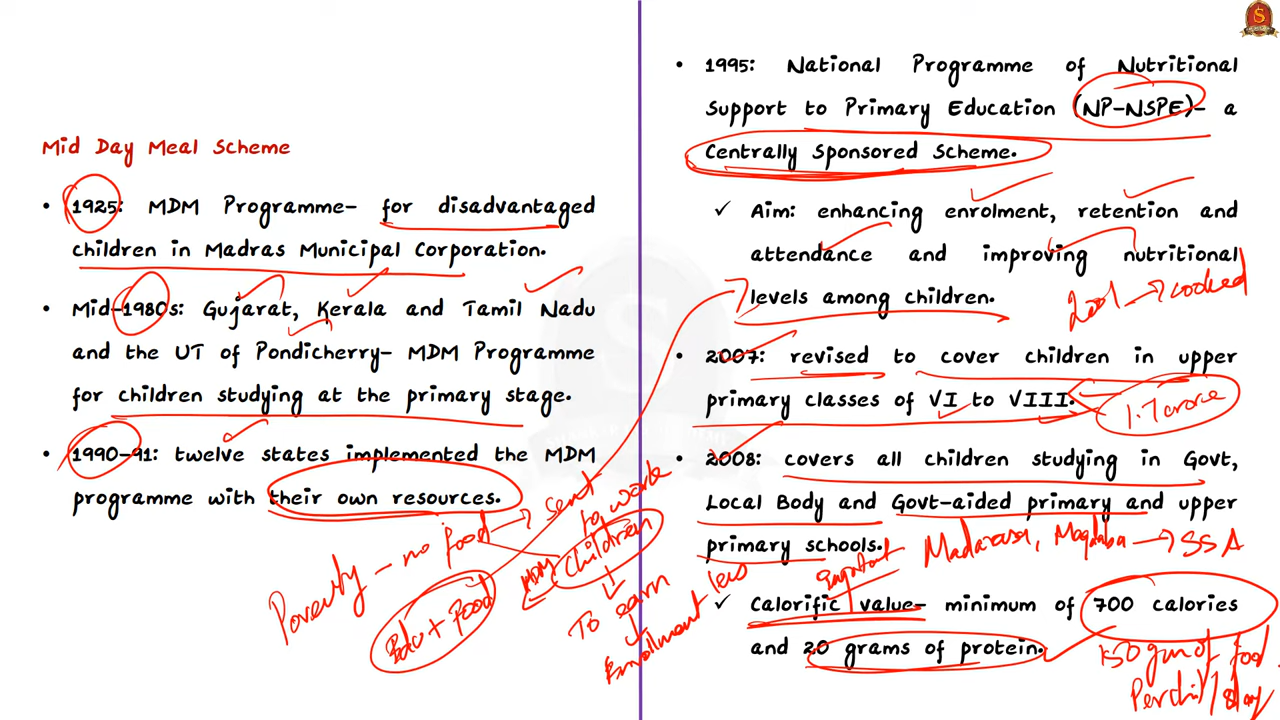 Mid Day Meal Scheme
• 1925: MDM Programme- for disadvantaged
children in Madras Municipal Corporation.
• Mid-1980s: Gujarat, Kerala and Tamil Nadu
and the UT of Pondicherry- MDM Programme
for children studying at the primary stage.
• 1990-91: twelve states implemented the MDM
programme with their own resources.
Poverty - no food → sent
to work
children
MDM
Edu + Food
To earn
Enrollment less
• 1995: National Programme of Nutritional
Support to Primary Education (NP-NSPE)- a
Centrally Sponsored Scheme.
✓ Aim: enhancing enrolment, retention and
attendance and improving nutritional
levels among children.
2001 → cooked
• 2007: revised to cover children in upper
primary classes of VI to VIII.
1.7 crore
• 2008: covers all children studying in Govt,
Local Body and Govt-aided primary and upper
primary schools.
Madarasa, Maqtaba → SSA
Important
✓ Calorific value- minimum of 700 calories
and 20 grams of protein.
150 gm of food
Per child/day